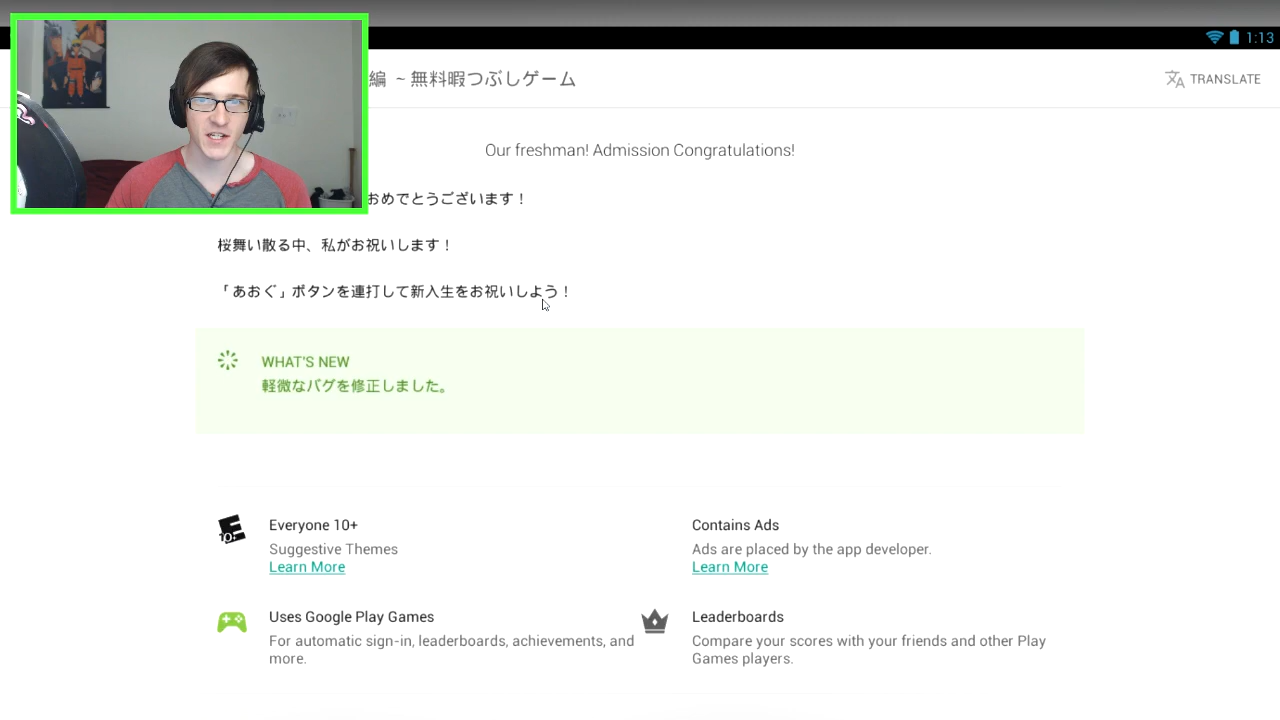 1:13
編 ~無料暇つぶしゲーム
TRANSLATE
Our freshman! Admission Congratulations!
おめでとうございます！
桜舞い散る中、私がお祝いします！
「あおぐ」ボタンを連打して新入生をお祝いしよう！
WHAT'S NEW
軽微なバグを修正しました。
Everyone 10+
Suggestive Themes
Learn More
Contains Ads
Ads are placed by the app developer.
Learn More
Uses Google Play Games
For automatic sign-in, leaderboards, achievements, and
more.
Leaderboards
Compare your scores with your friends and other Play
Games players.